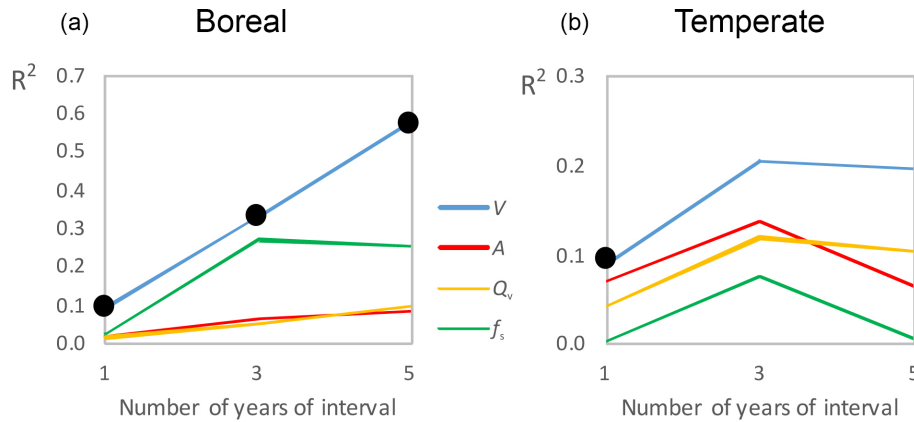 (a) Boreal
R²
0.7
0.6
0.5
0.4
0.3
0.2
0.1
0.0
1 3 5
Number of years of interval
V
A
Qv
fs
(b) Temperate
R²
0.3
0.2
0.1
0.0
1 3 5
Number of years of interval